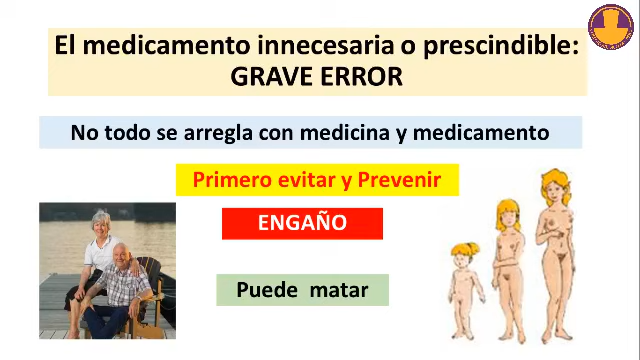 El medicamento innecesaria o prescindible:
GRAVE ERROR
No todo se arregla con medicina y medicamento
Primero evitar y Prevenir
ENGAÑO
Puede matar